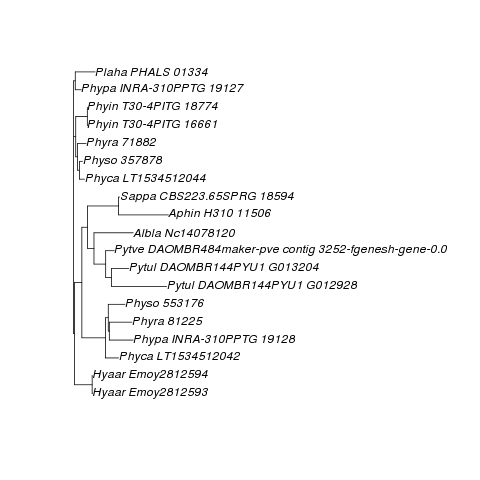 Plaha PHALS 01334
Phypa INRA-310PPTG 19127
Phyin T30-4PITG 18774
Phyin T30-4PITG 16661
Phyra 71882
Physo 357878
Phyca LT1534512044
Sappa CBS223.65SPRG 18594
Aphin H310 11506
Albla Nc14078120
Pytve DAOMBR484maker-pve contig 3252-fgenesh-gene-0.0
Pytul DAOMBR144PYU1 G013204
Pytul DAOMBR144PYU1 G012928
Physo 553176
Phyra 81225
Phypa INRA-310PPTG 19128
Phyca LT1534512042
Hyaar Emoy2812594
Hyaar Emoy2812593